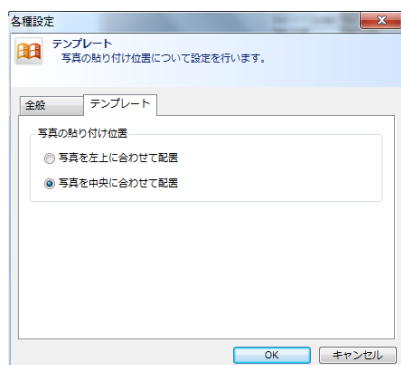 各種設定
テンプレート
写真の貼り付け位置について設定を行います。
全般 テンプレート
写真の貼り付け位置
写真を左上に合わせて配置
写真を中央に合わせて配置
OK キャンセル